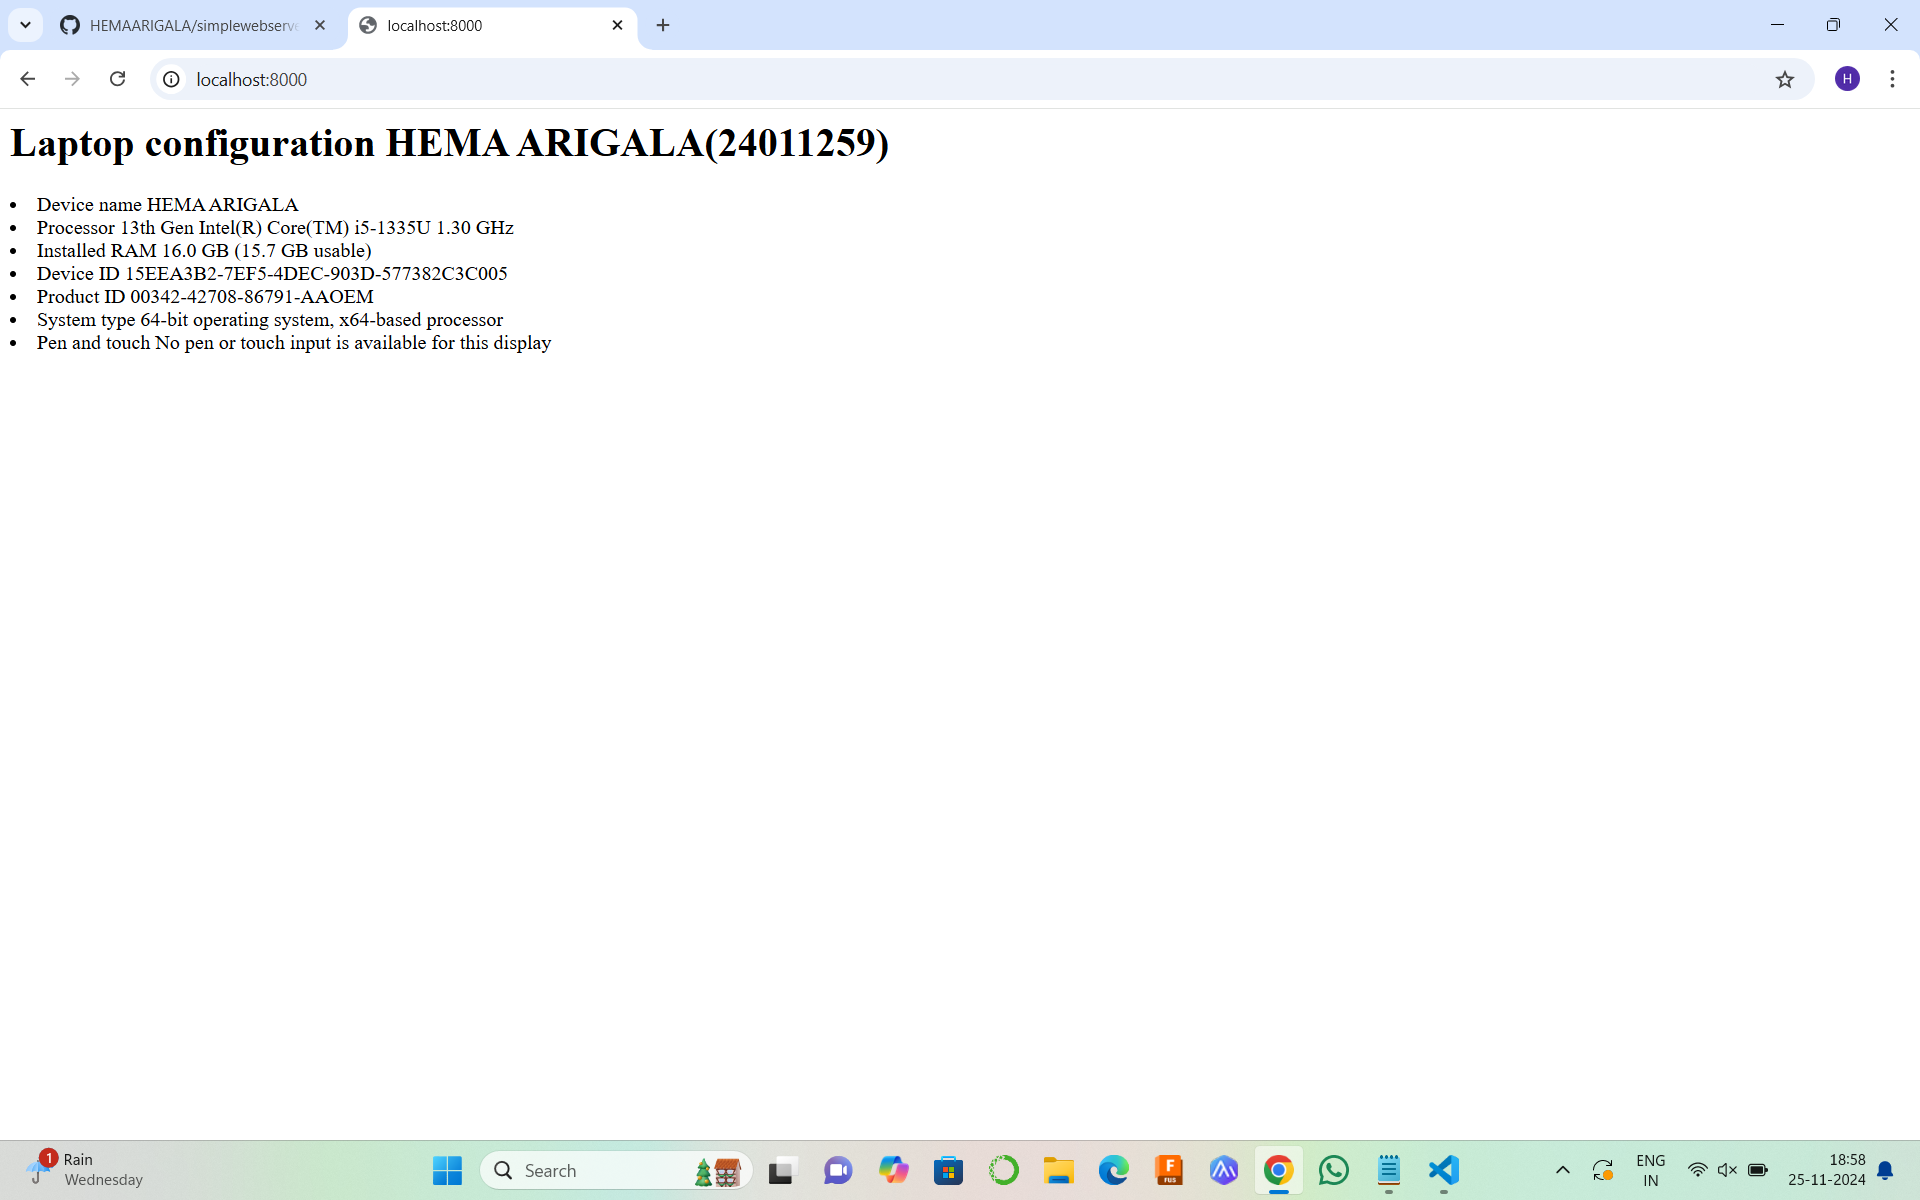 HEMAARIGALA/simplewebserve
localhost:8000
localhost:8000
H
Laptop configuration HEMA ARIGALA(24011259)
• Device name HEMA ARIGALA
• Processor 13th Gen Intel(R) Core(TM) i5-1335U 1.30 GHz
• Installed RAM 16.0 GB (15.7 GB usable)
• Device ID 15EEA3B2-7EF5-4DEC-903D-577382C3C005
• Product ID 00342-42708-86791-AAOEM
• System type 64-bit operating system, x64-based processor
• Pen and touch No pen or touch input is available for this display
1
Rain
Wednesday
Search
F
FUS
ENG
IN
18:58
25-11-2024